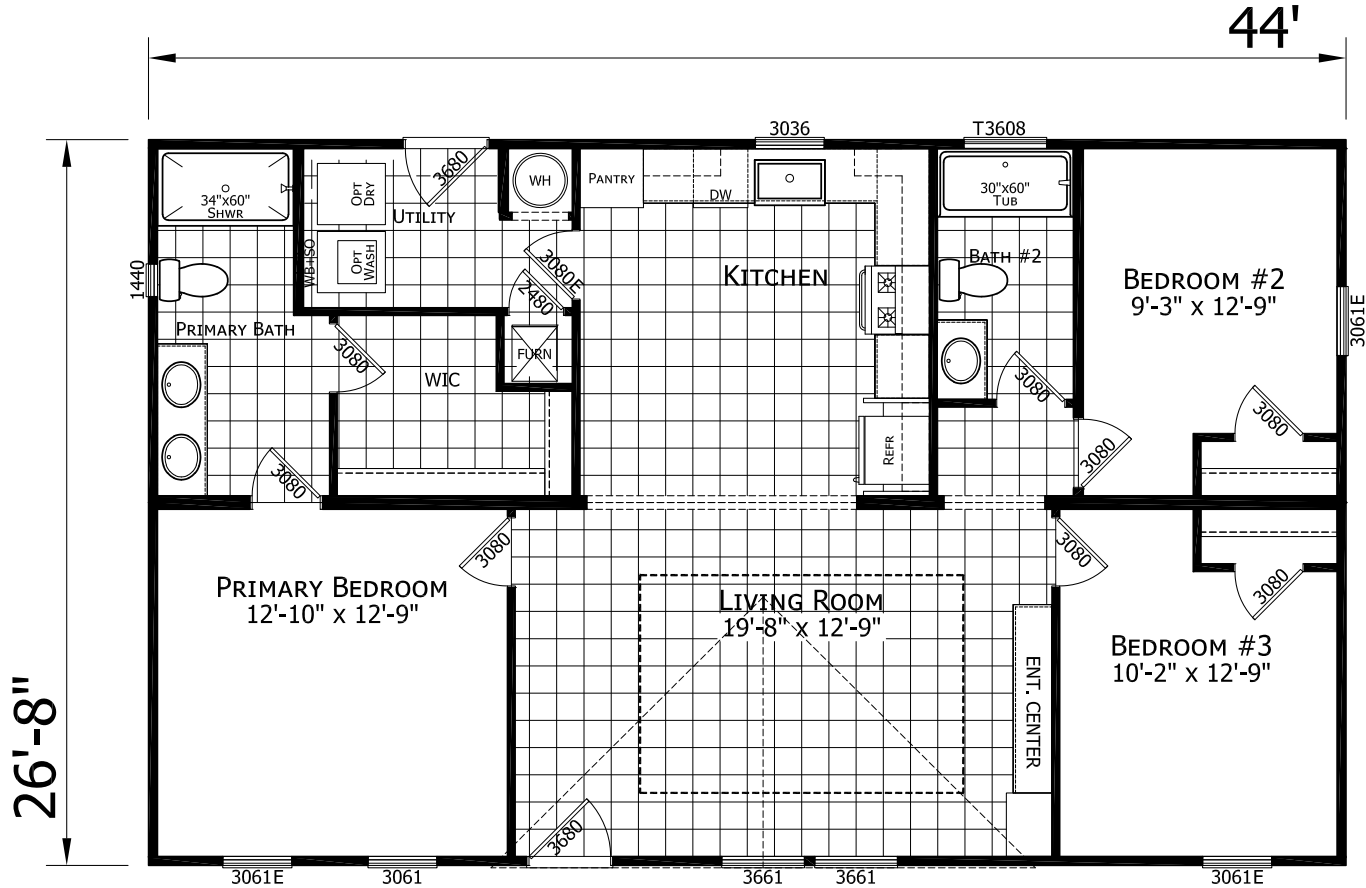 44'
3036
T3608
34"x60"
SHWR
OPT
DRY
3680
UTILITY
WH
PANTRY
DW
30"x60"
TUB
1440
WB+ISO
OPT
WASH
3080E
2480
KITCHEN
BATH #2
BEDROOM #2
9'-3" x 12'-9"
3061E
PRIMARY BATH
3080
WIC
FURN
3080
3080
3080
3080
REFR
3080
3080
3080
PRIMARY BEDROOM
12'-10" x 12'-9"
LIVING ROOM
19'-8" x 12'-9"
BEDROOM #3
10'-2" x 12'-9"
3080
ENT. CENTER
26'-8"
3680
3061E
3061
3661
3661
3061E